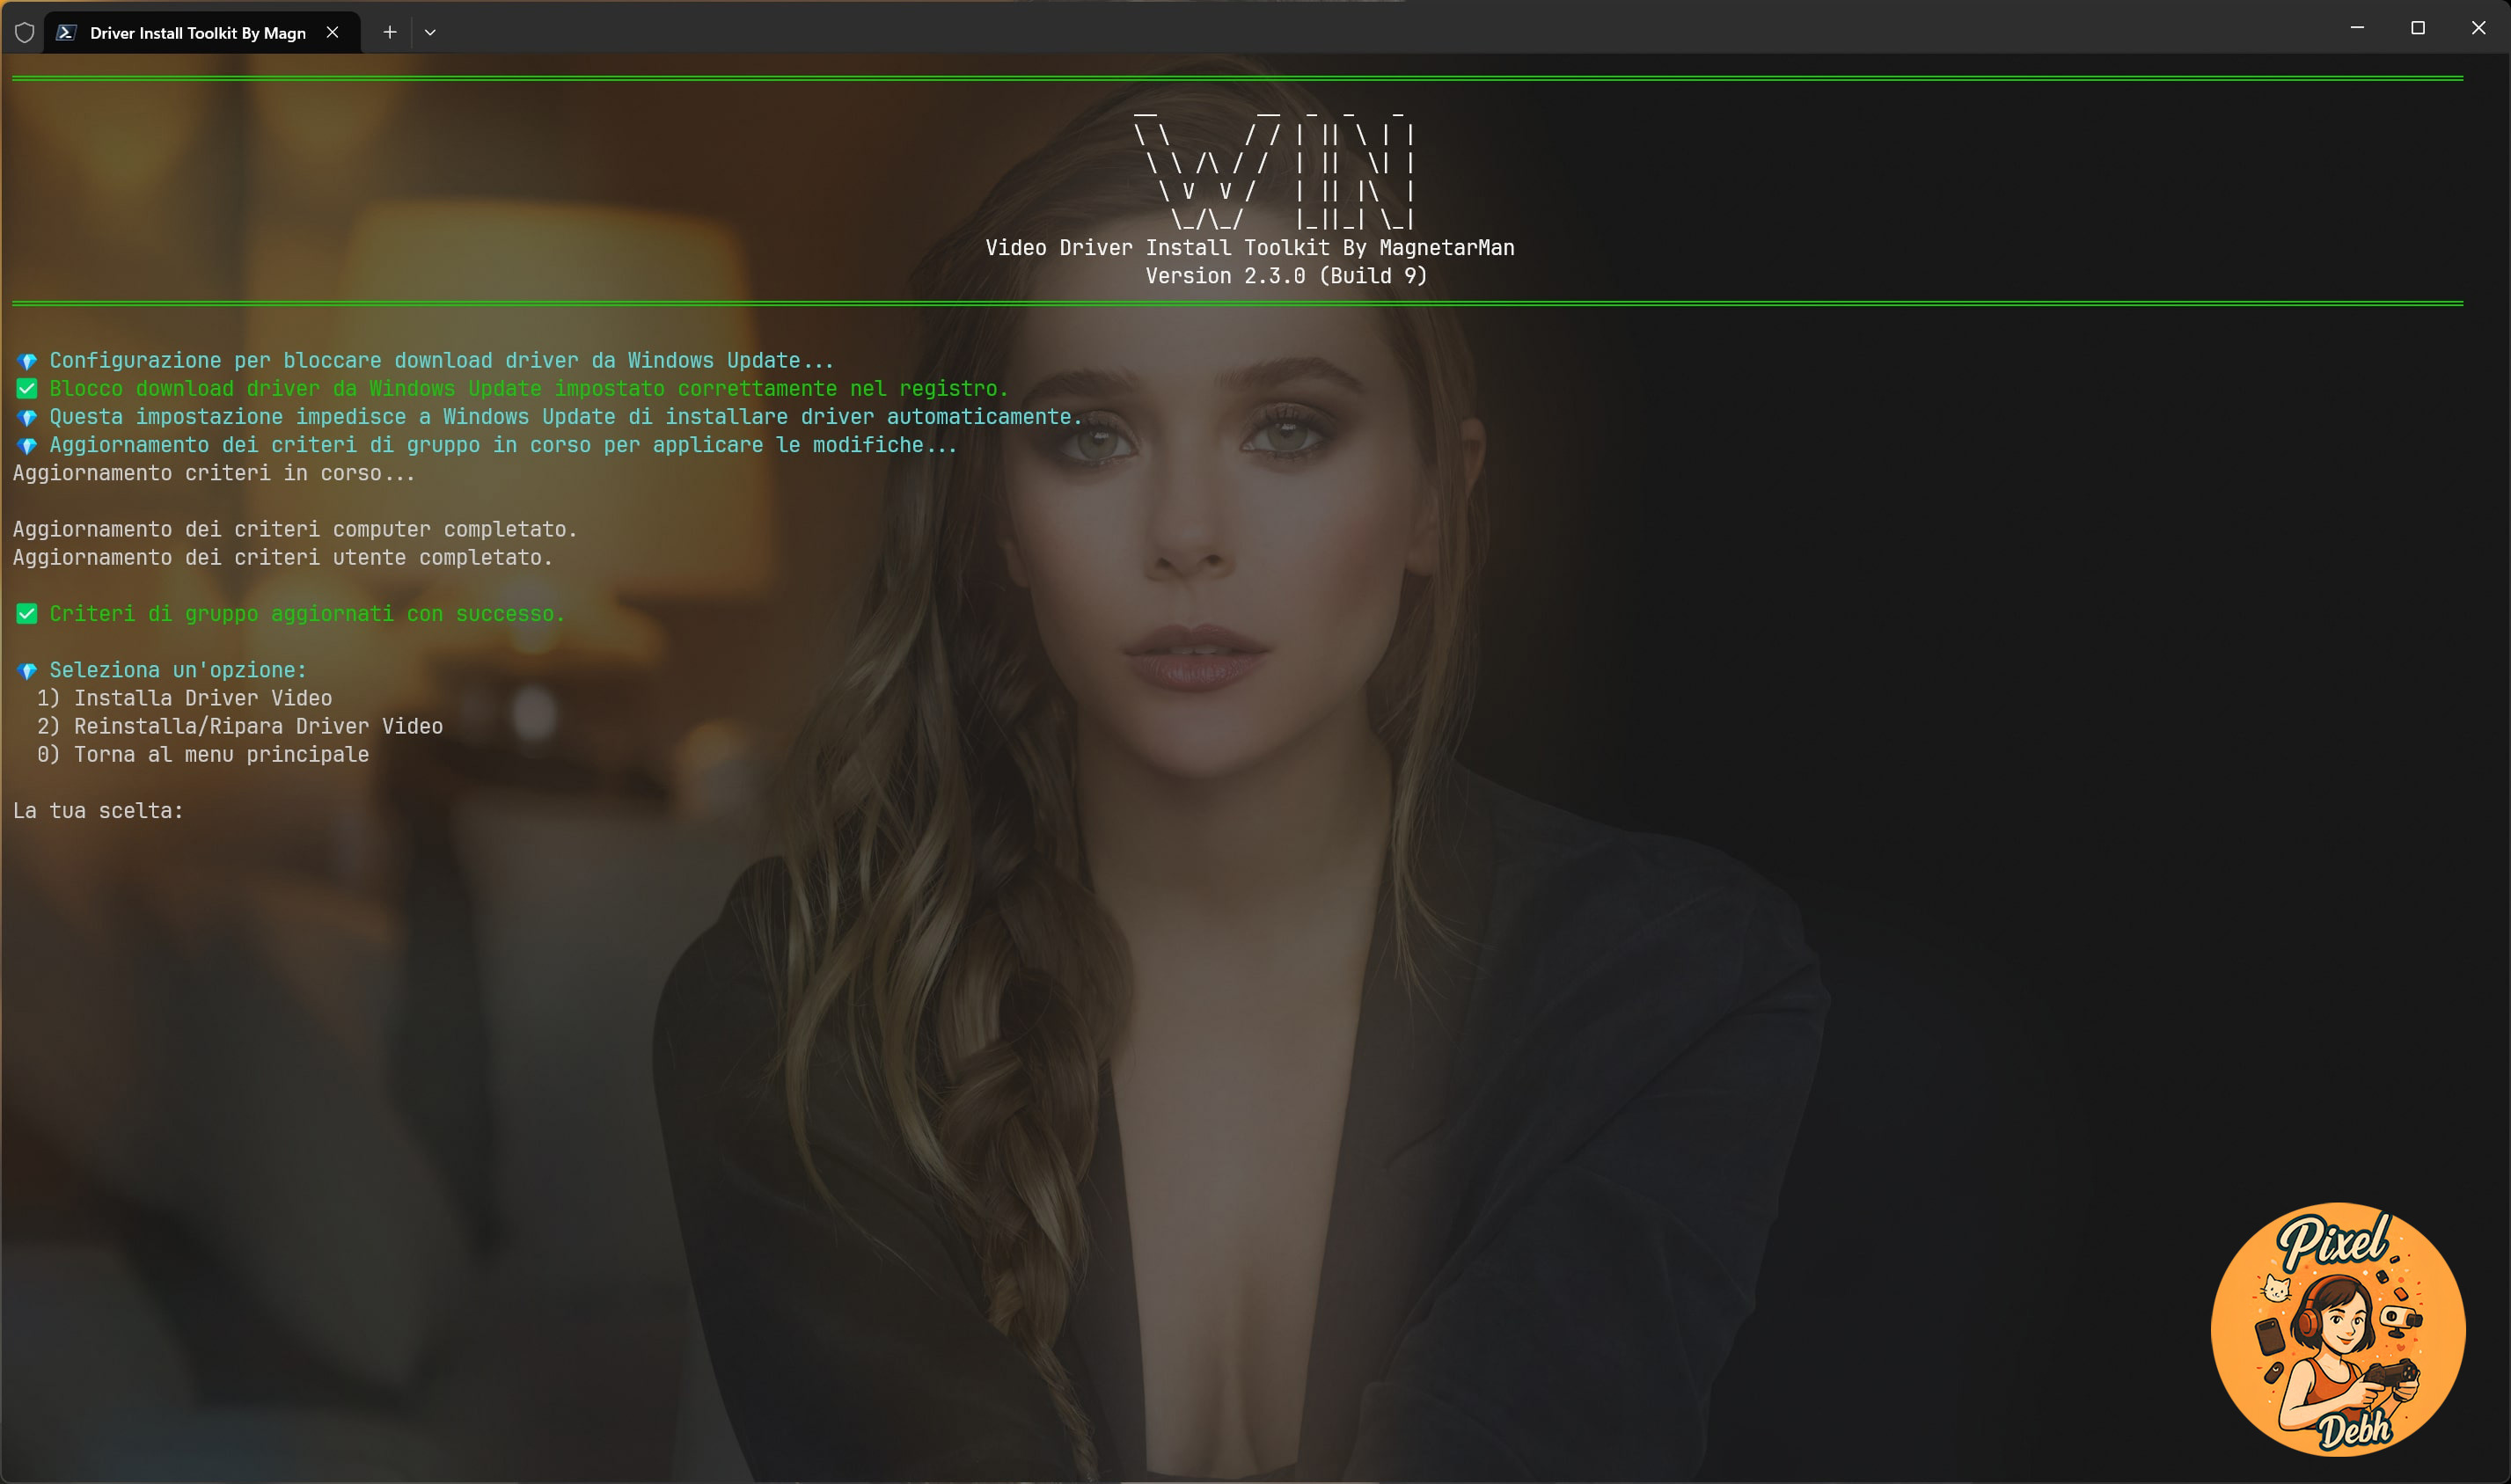 Driver Install Toolkit By Magn
__        __  _  _   _
\ \      / / | || \ | |
 \ \ /\ / /  | ||  \| |
  \ V  V /   | || |\  |
   \_/\_/    |_||_| \_|
Video Driver Install Toolkit By MagnetarMan
Version 2.3.0 (Build 9)
💎 Configurazione per bloccare download driver da Windows Update...
✅ Blocco download driver da Windows Update impostato correttamente nel registro.
💎 Questa impostazione impedisce a Windows Update di installare driver automaticamente.
💎 Aggiornamento dei criteri di gruppo in corso per applicare le modifiche...
Aggiornamento criteri in corso...
Aggiornamento dei criteri computer completato.
Aggiornamento dei criteri utente completato.
✅ Criteri di gruppo aggiornati con successo.
💎 Seleziona un'opzione:
1) Installa Driver Video
2) Reinstalla/Ripara Driver Video
0) Torna al menu principale
La tua scelta:
Pixel
Debh